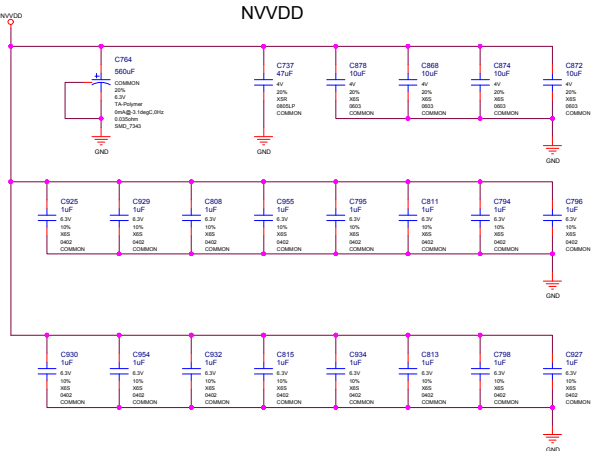 NVVDD
NVVDD
C764
560uF
COMMON
20%
6.3V
TA-Polymer
0mA@-3.1degC,0Hz
0.035ohm
SMD_7343
GND
C737
47uF
4V
20%
X5R
0805LP
COMMON
GND
C878
10uF
4V
20%
X6S
0603
COMMON
C868
10uF
4V
20%
X6S
0603
COMMON
C874
10uF
4V
20%
X6S
0603
COMMON
C872
10uF
4V
20%
X6S
0603
COMMON
GND
C925
1uF
6.3V
10%
X6S
0402
COMMON
C929
1uF
6.3V
10%
X6S
0402
COMMON
C808
1uF
6.3V
10%
X6S
0402
COMMON
C955
1uF
6.3V
10%
X6S
0402
COMMON
C795
1uF
6.3V
10%
X6S
0402
COMMON
C811
1uF
6.3V
10%
X6S
0402
COMMON
C794
1uF
6.3V
10%
X6S
0402
COMMON
C796
1uF
6.3V
10%
X6S
0402
COMMON
GND
C930
1uF
6.3V
10%
X6S
0402
COMMON
C954
1uF
6.3V
10%
X6S
0402
COMMON
C932
1uF
6.3V
10%
X6S
0402
COMMON
C815
1uF
6.3V
10%
X6S
0402
COMMON
C934
1uF
6.3V
10%
X6S
0402
COMMON
C813
1uF
6.3V
10%
X6S
0402
COMMON
C798
1uF
6.3V
10%
X6S
0402
COMMON
C927
1uF
6.3V
10%
X6S
0402
COMMON
GND